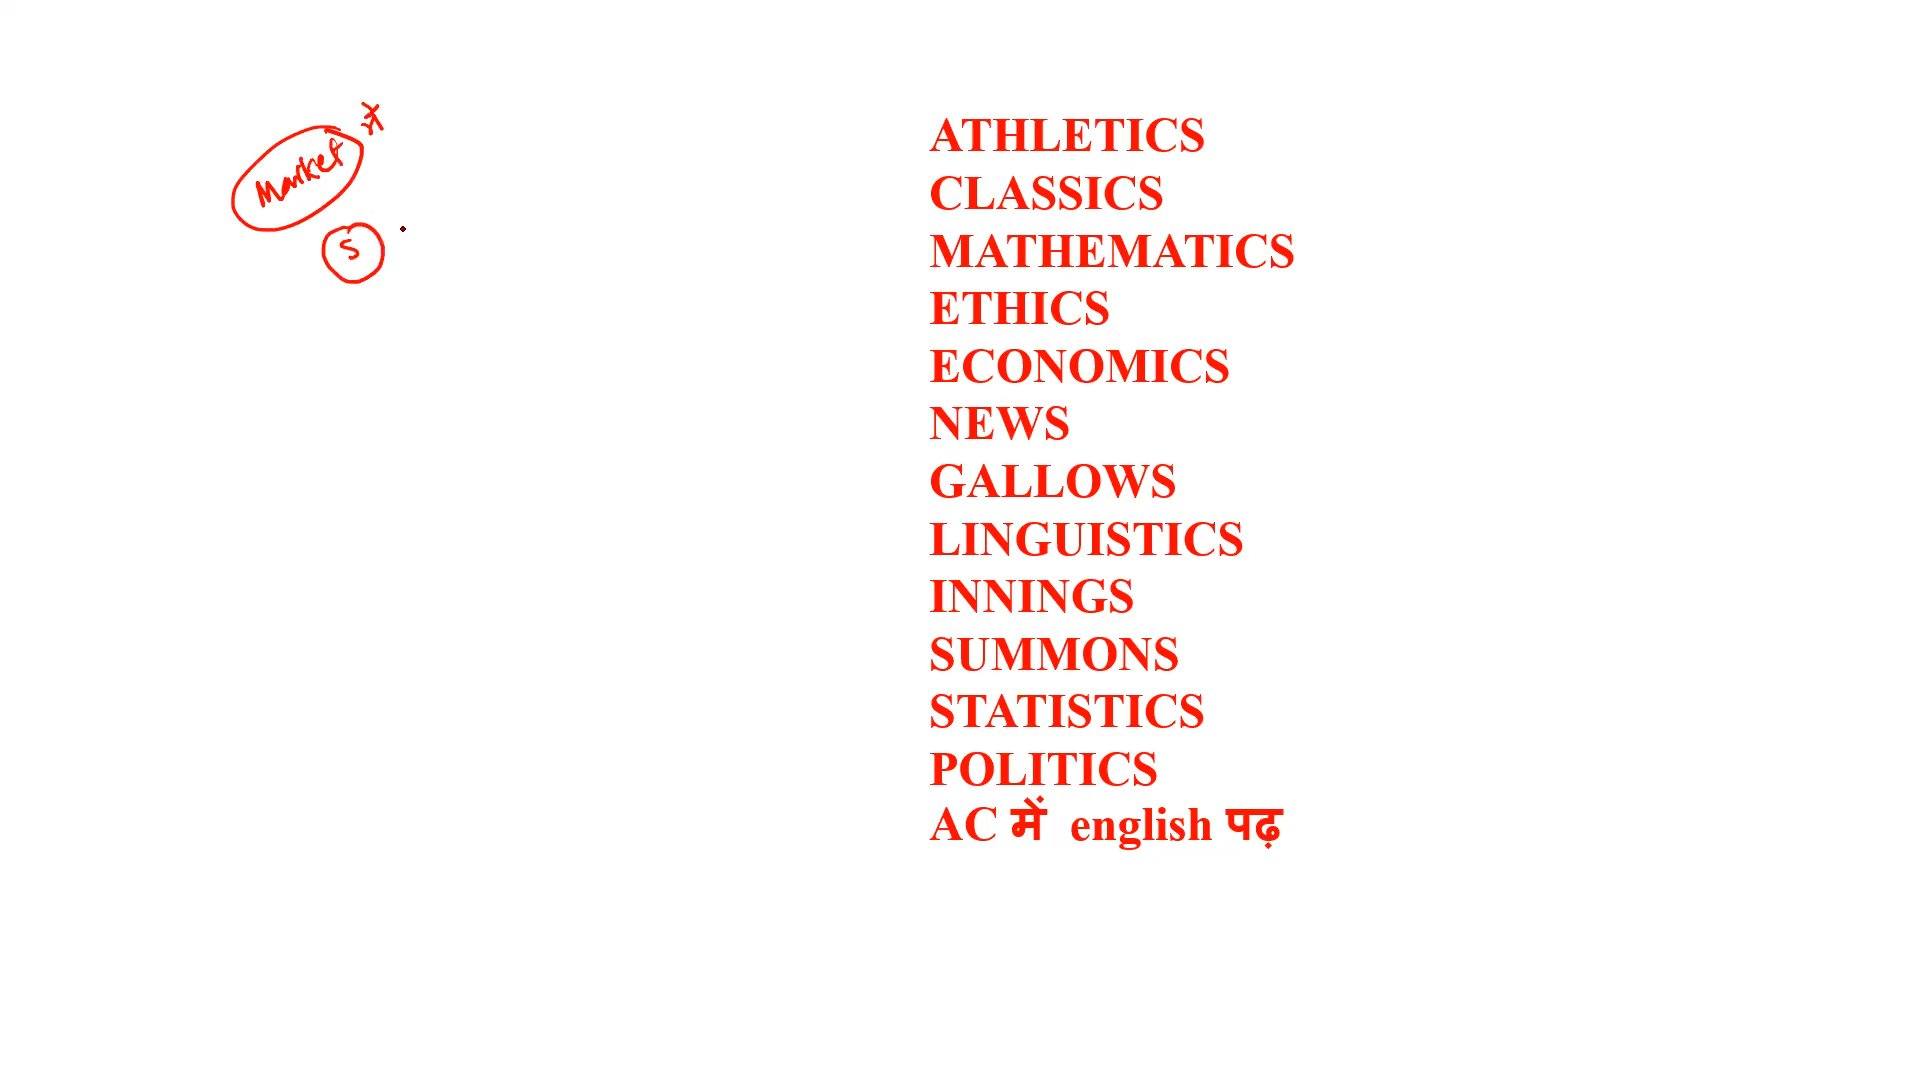 Market में
S
ATHLETICS
CLASSICS
MATHEMATICS
ETHICS
ECONOMICS
NEWS
GALLOWS
LINGUISTICS
INNINGS
SUMMONS
STATISTICS
POLITICS
AC में english पढ़